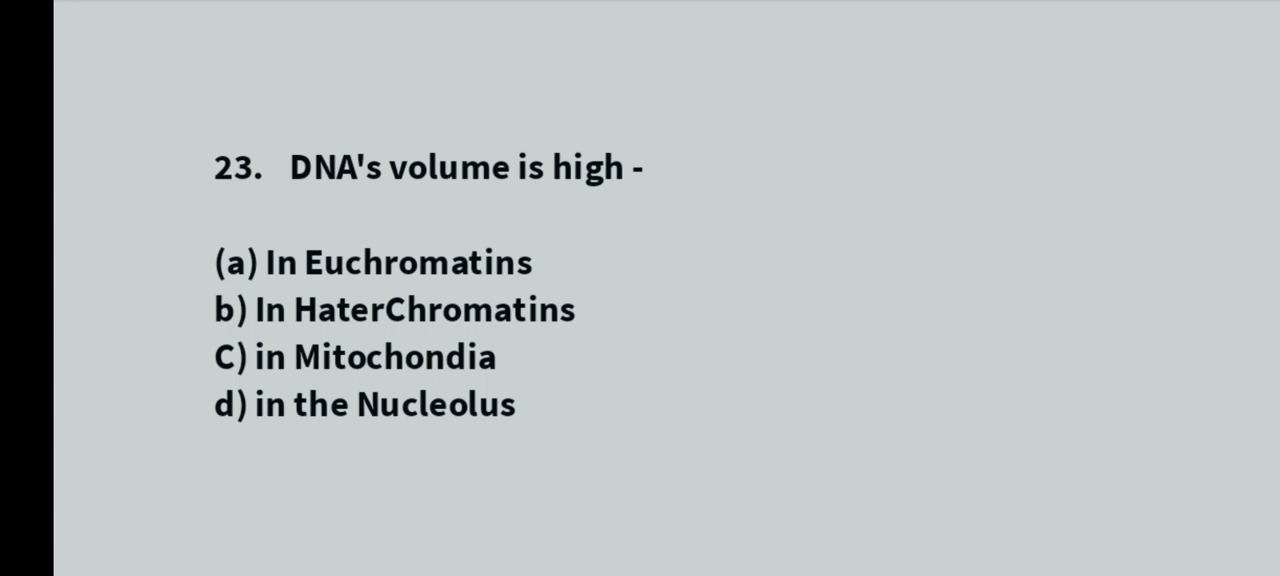 23. DNA's volume is high -
(a) In Euchromatins
b) In HaterChromatins
C) in Mitochondia
d) in the Nucleolus